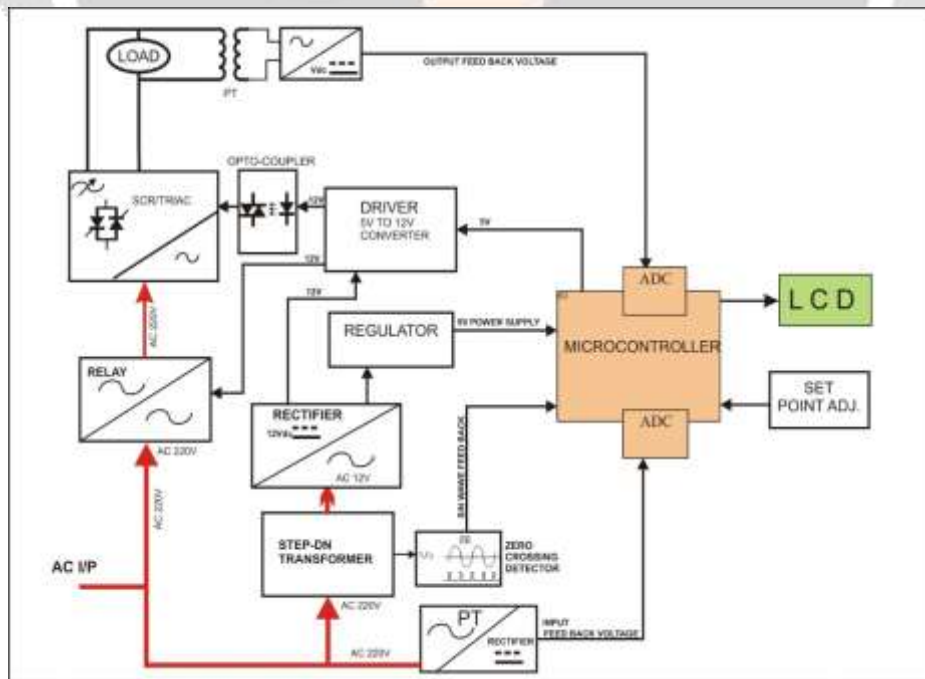 LOAD
PT
Vdc
OUTPUT FEED BACK VOLTAGE
OPTO-COUPLER
SCR/TRIAC
12V
DRIVER
5V TO 12V
CONVERTER
5V
ADC
LCD
12V
12V
AC 220V
REGULATOR
5V POWER SUPPLY
MICROCONTROLLER
SET
POINT ADJ.
RELAY
RECTIFIER
12Vdc
AC 12V
ADC
AC 220V
AC 220V
SIN WAVE FEED BACK
STEP-DN
TRANSFORMER
ZERO
CROSSING
DETECTOR
AC I/P
AC 220V
PT
RECTIFIER
INPUT
FEED BACK VOLTAGE
AC 220V